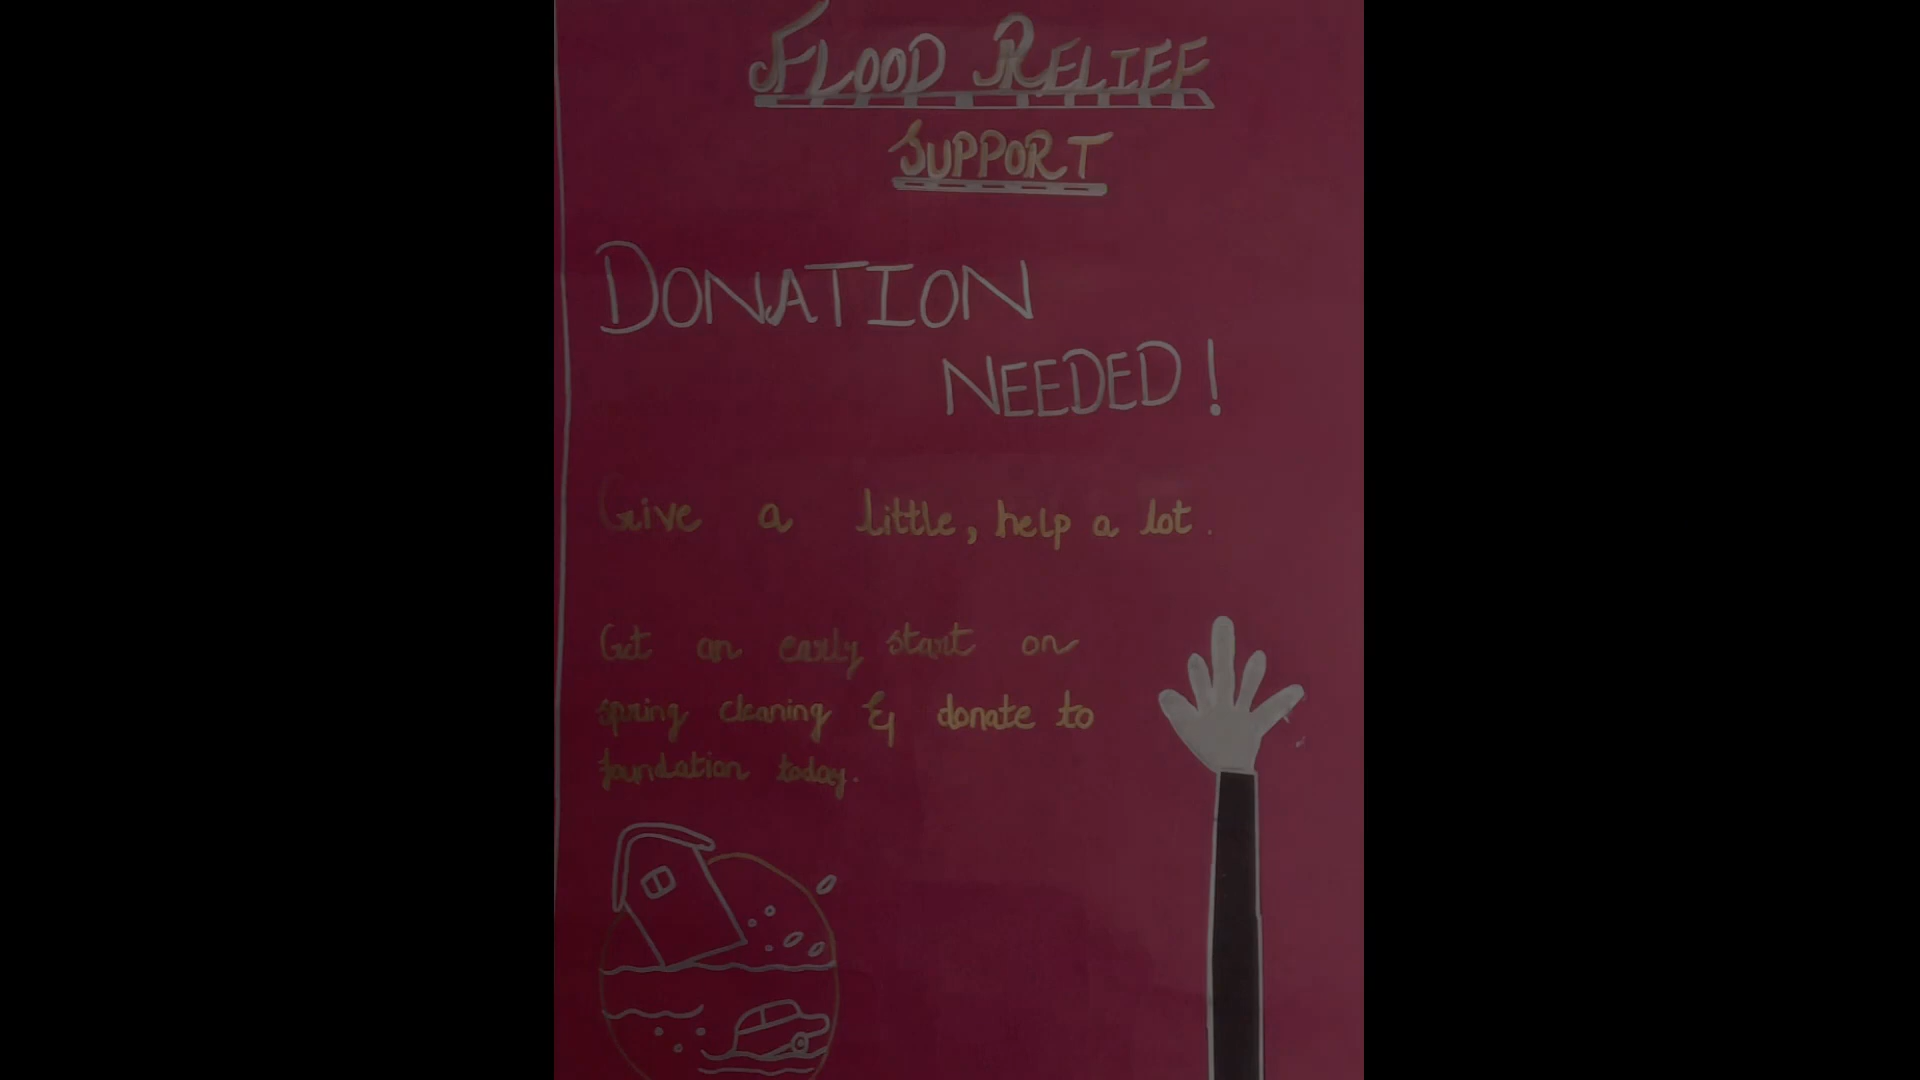 FLOOD RELIEF
SUPPORT
DONATION
NEEDED!
Give a little, help a lot.
Get an early start on
spring cleaning & donate to
foundation today.